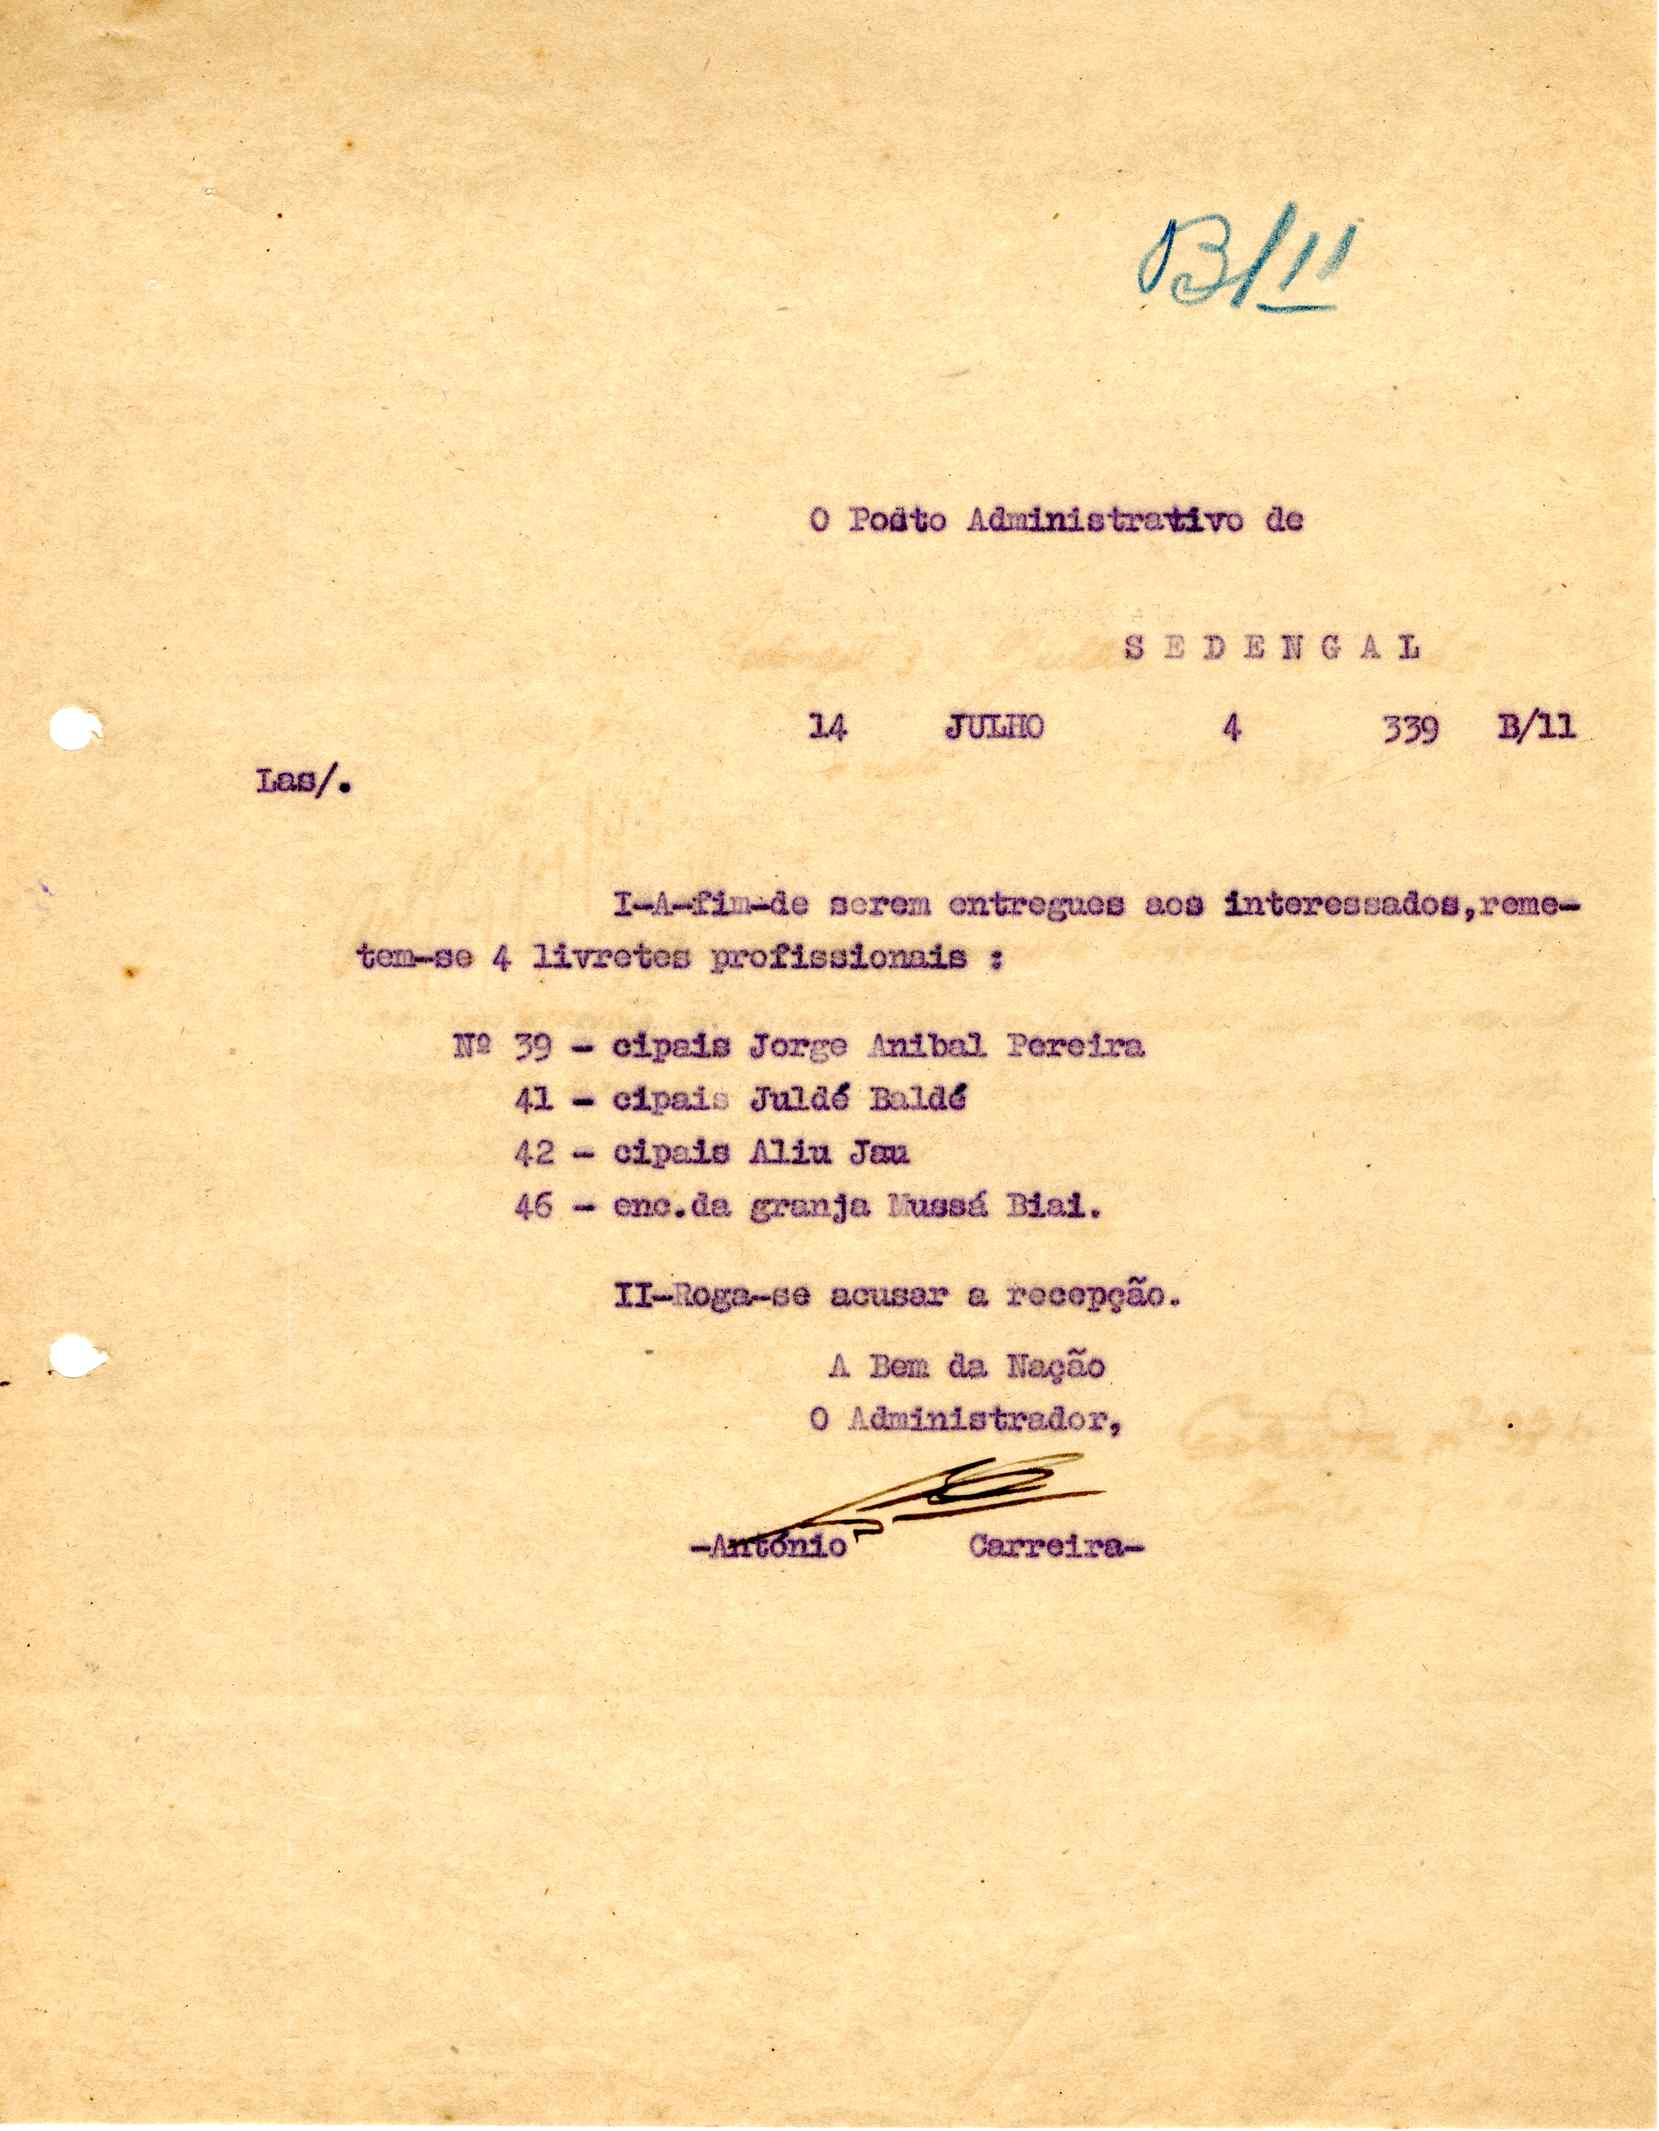 B/11
O Posto Administrativo de
SEDENGAL
14 JULHO 4 339 B/11
Las/.
I-A-fim-de serem entregues aos interessados,reme-
tem-se 4 livretes profissionais :
Nº 39 - cipais Jorge Anibal Pereira
41 - cipais Juldé Baldé
42 - cipais Aliu Jau
46 - enc.da granja Mussá Biai.
II-Roga-se acusar a recepção.
A Bem da Nação
O Administrador,
-António Carreira-